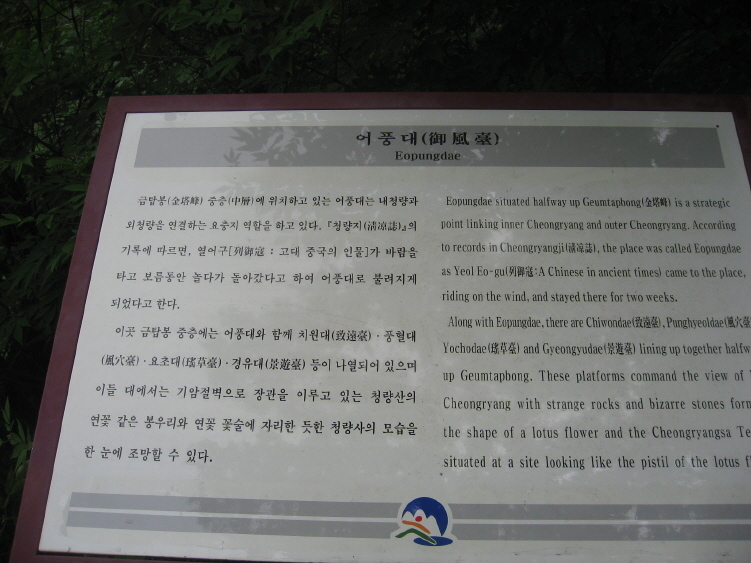 어풍대(御風臺)
Eopungdae
금탑봉(金塔峰) 중층(中層)에 위치하고 있는 어풍대는 내청량과
외청량을 연결하는 요충지 역할을 하고 있다. 『청량지(淸凉誌)』의
기록에 따르면, 열어구[列御寇 : 고대 중국의 인물]가 바람을
타고 보름동안 놀다가 돌아갔다고 하여 어풍대로 불려지게
되었다고 한다.
이곳 금탑봉 중층에는 어풍대와 함께 치원대(致遠臺)·풍혈대
(風穴臺)·요초대(瑤草臺)·경유대(景遊臺) 등이 나열되어 있으며
이들 대에서는 기암절벽으로 장관을 이루고 있는 청량산의
연꽃 같은 봉우리와 연꽃 꽃술에 자리한 듯한 청량사의 모습을
한 눈에 조망할 수 있다.
Eopungdae situated halfway up Geumtapbong(金塔峰) is a strategic
point linking inner Cheongryang and outer Cheongryang. According
to records in Cheongryangji(淸凉誌), the place was called Eopungdae
as Yeol Eo-gu(列御寇:A Chinese in ancient times) came to the place,
riding on the wind, and stayed there for two weeks.
Along with Eopungdae, there are Chiwondae(致遠臺), Punghyeoldae(風穴臺
Yochodae(瑤草臺) and Gyeongyudae(景遊臺) lining up together halfw
up Geumtapbong. These platforms command the view of
Cheongryang with strange rocks and bizarre stones form
the shape of a lotus flower and the Cheongryangsa Te
situated at a site looking like the pistil of the lotus f